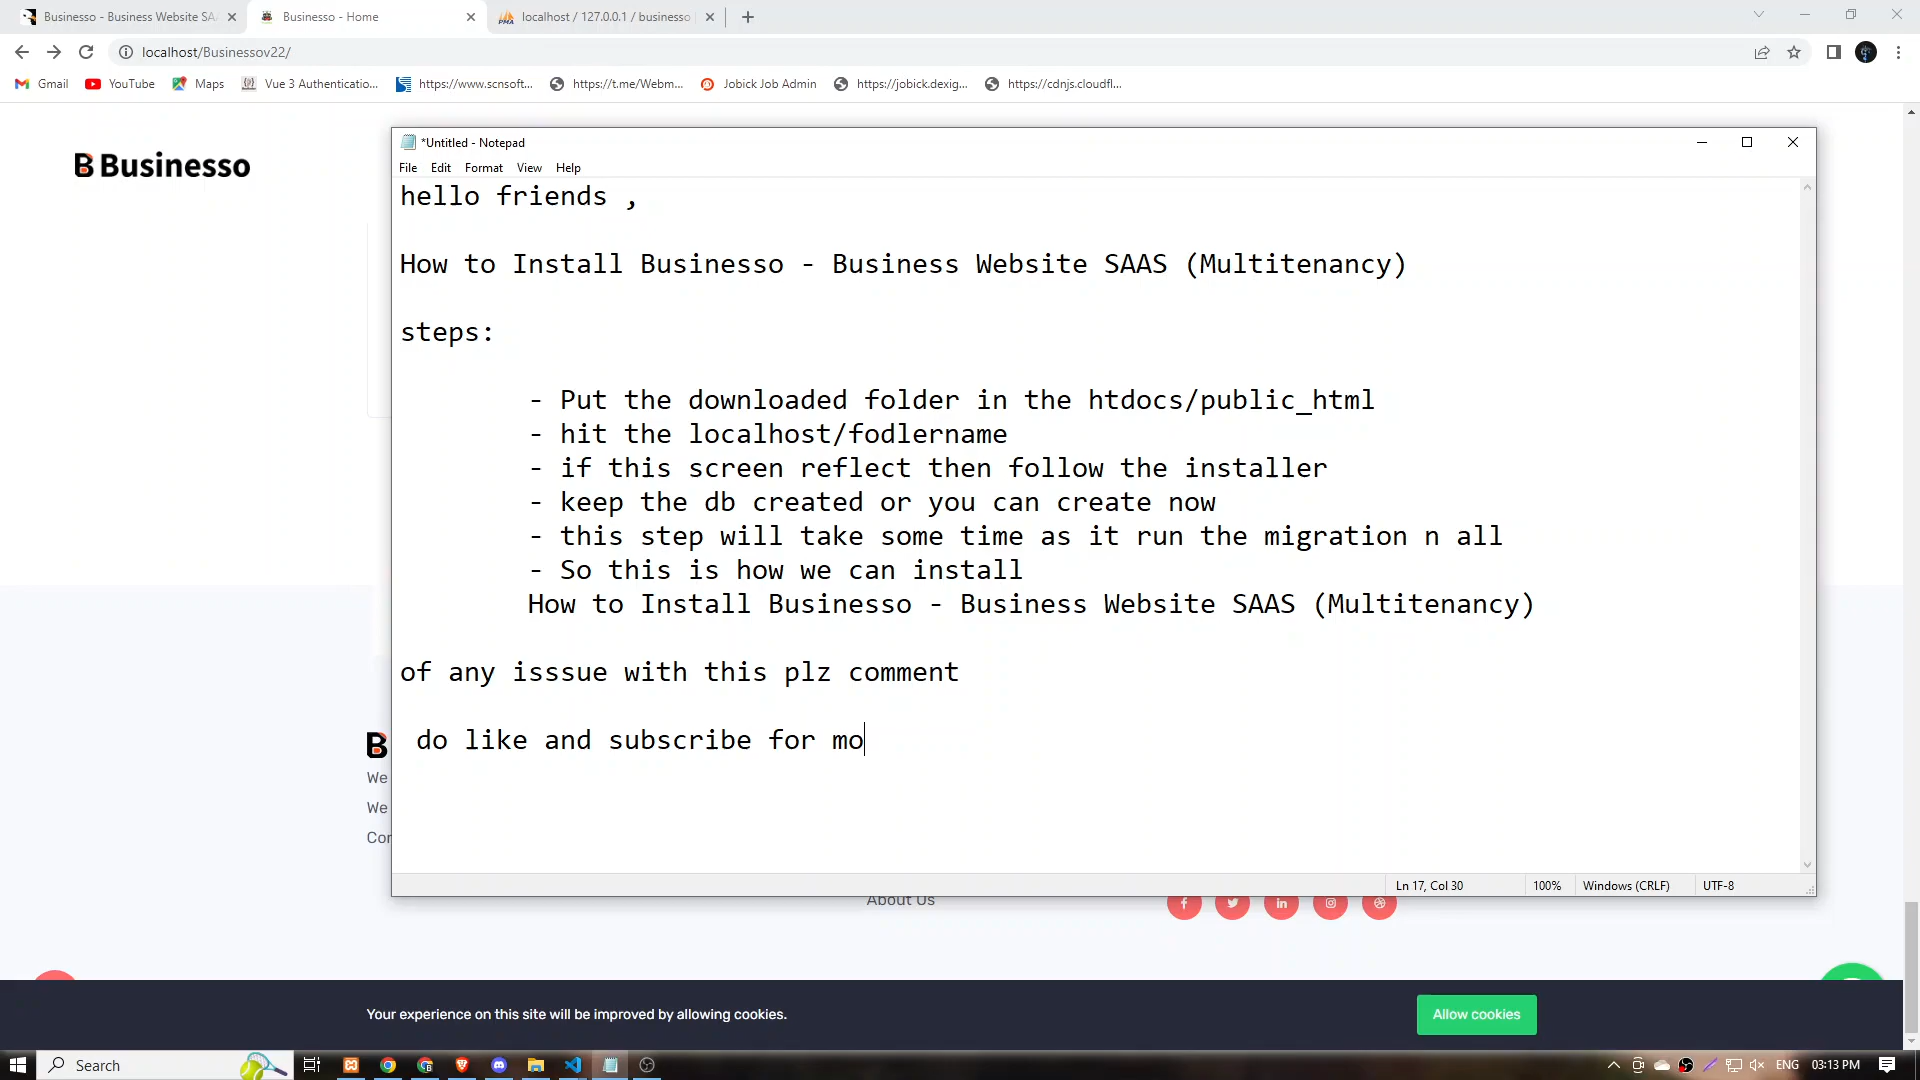 Businesso - Business Website SA
Businesso - Home
localhost / 127.0.0.1 / businesso
localhost/Businessov22/
Gmail
YouTube
Maps
Vue 3 Authenticatio...
https://www.scnsoft...
https://t.me/Webm...
Jobick Job Admin
https://jobick.dexig...
https://cdnjs.cloudfl...
Businesso
*Untitled - Notepad
File Edit Format View Help
hello friends ,
How to Install Businesso - Business Website SAAS (Multitenancy)
steps:
- Put the downloaded folder in the htdocs/public_html
- hit the localhost/fodlername
- if this screen reflect then follow the installer
- keep the db created or you can create now
- this step will take some time as it run the migration n all
- So this is how we can install
How to Install Businesso - Business Website SAAS (Multitenancy)
of any isssue with this plz comment
do like and subscribe for mo
We
We
Con
Ln 17, Col 30
100%
Windows (CRLF)
UTF-8
About Us
Your experience on this site will be improved by allowing cookies.
Allow cookies
Search
ENG
03:13 PM